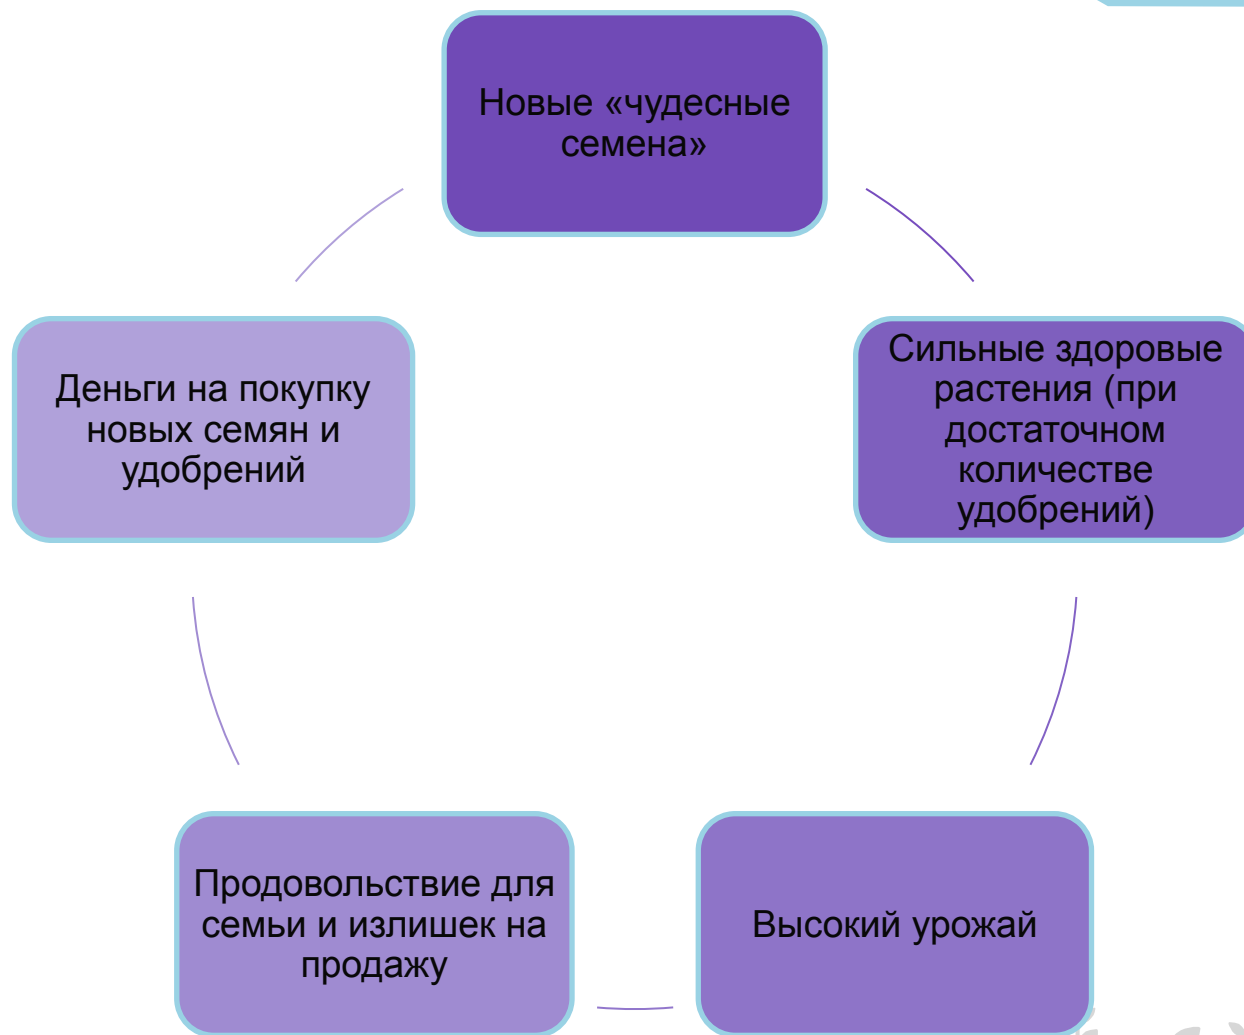 Новые «чудесные
семена»
Сильные здоровые
растения (при
достаточном
количестве
удобрений)
Высокий урожай
Продовольствие для
семьи и излишек на
продажу
Деньги на покупку
новых семян и
удобрений